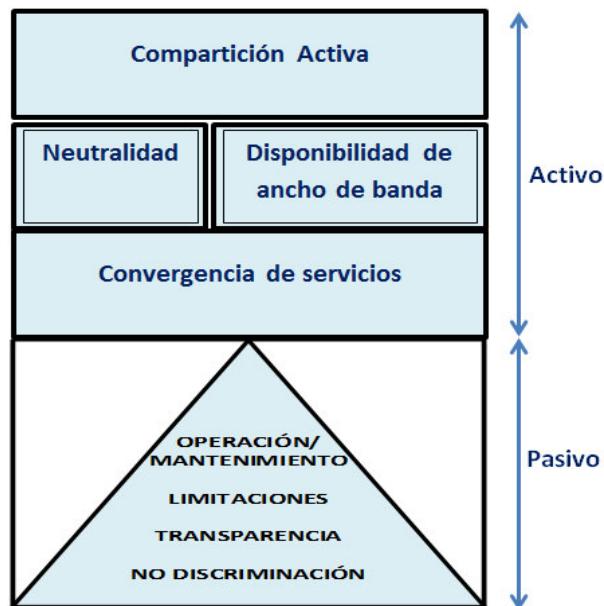 Compartición Activa
Neutralidad
Disponibilidad de
ancho de banda
Activo
Convergencia de servicios
OPERACIÓN/
MANTENIMIENTO
Pasivo
LIMITACIONES
TRANSPARENCIA
NO DISCRIMINACIÓN